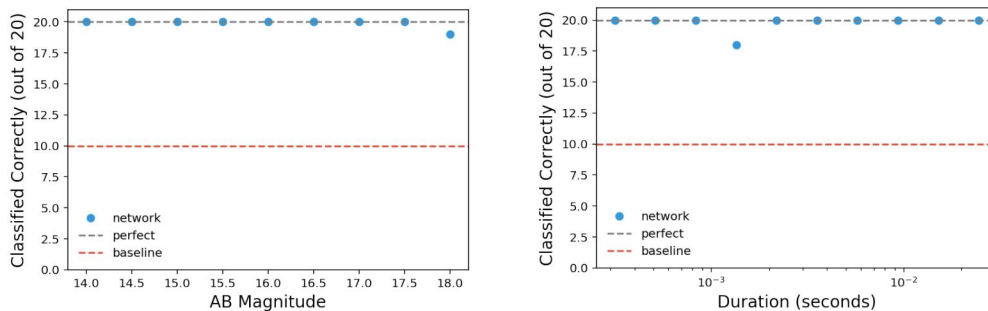 Classified Correctly (out of 20)
20.0
17.5
15.0
12.5
10.0
7.5
5.0
2.5
0.0
network
perfect
baseline
14.0 14.5 15.0 15.5 16.0 16.5 17.0 17.5 18.0
AB Magnitude
Classified Correctly (out of 20)
20.0
17.5
15.0
12.5
10.0
7.5
5.0
2.5
0.0
network
perfect
baseline
10⁻³ 10⁻²
Duration (seconds)